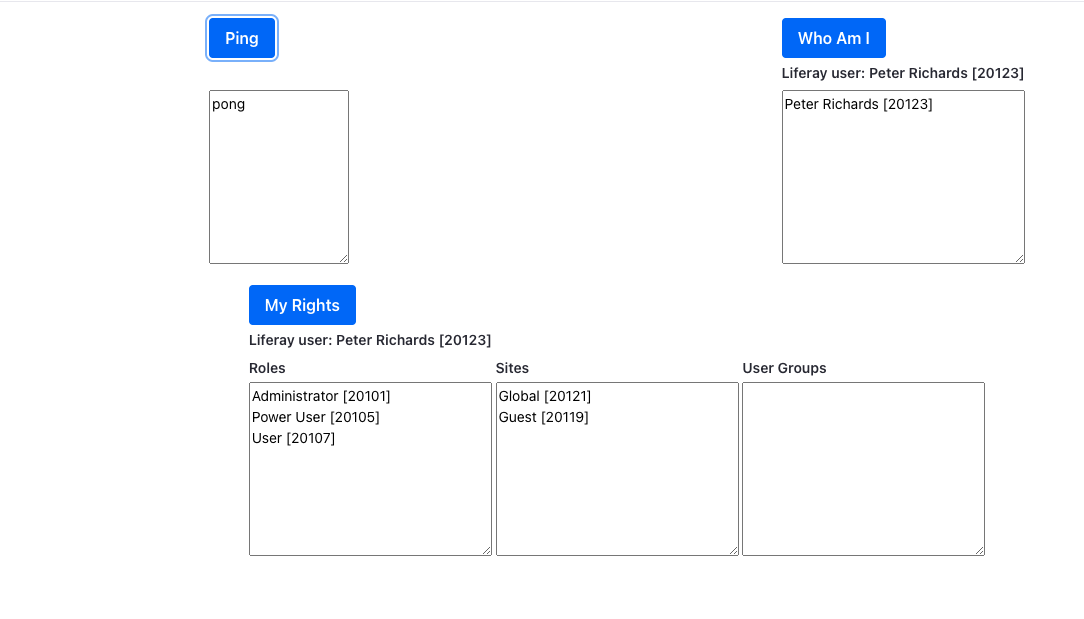 Ping
Who Am I
Liferay user: Peter Richards [20123]
pong
Peter Richards [20123]
My Rights
Liferay user: Peter Richards [20123]
Roles
Sites
User Groups
Administrator [20101]
Power User [20105]
User [20107]
Global [20121]
Guest [20119]